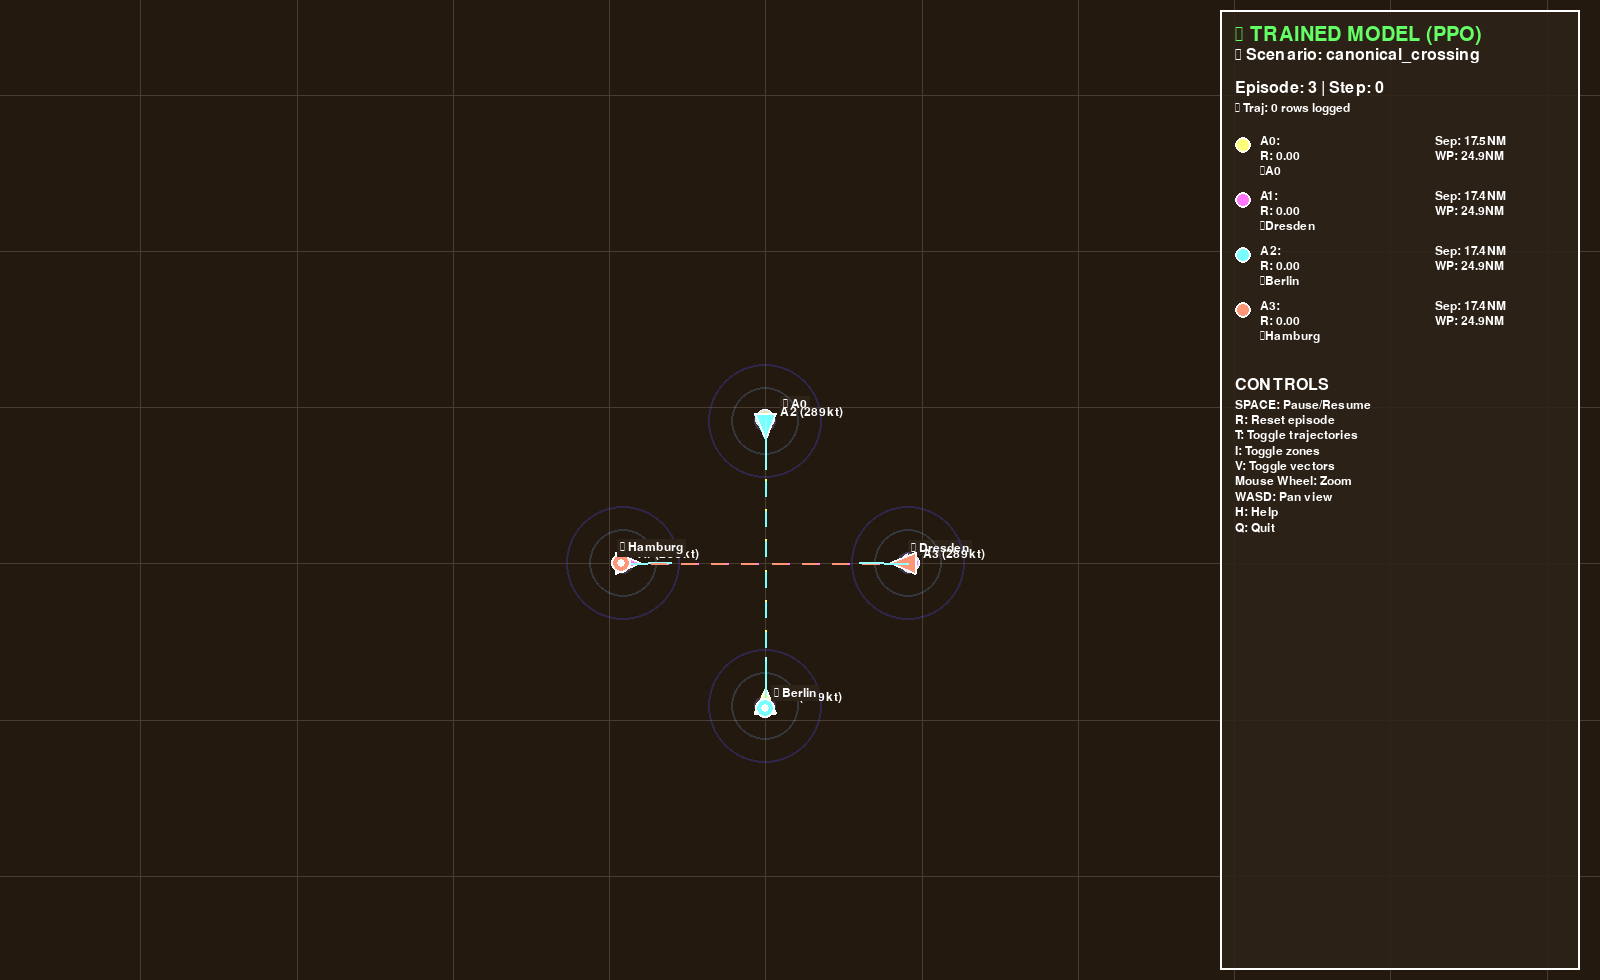 TRAINED MODEL (PPO)
Scenario: canonical_crossing
Episode: 3 | Step: 0
Traj: 0 rows logged
A0: Sep: 17.5NM
R: 0.00 WP: 24.9NM
A0
A1: Sep: 17.4NM
R: 0.00 WP: 24.9NM
Dresden
A2: Sep: 17.4NM
R: 0.00 WP: 24.9NM
Berlin
A3: Sep: 17.4NM
R: 0.00 WP: 24.9NM
Hamburg
CONTROLS
SPACE: Pause/Resume
R: Reset episode
T: Toggle trajectories
I: Toggle zones
V: Toggle vectors
Mouse Wheel: Zoom
WASD: Pan view
H: Help
Q: Quit
A0
A2 (289kt)
Hamburg
Dresden
A3 (289kt)
Berlin